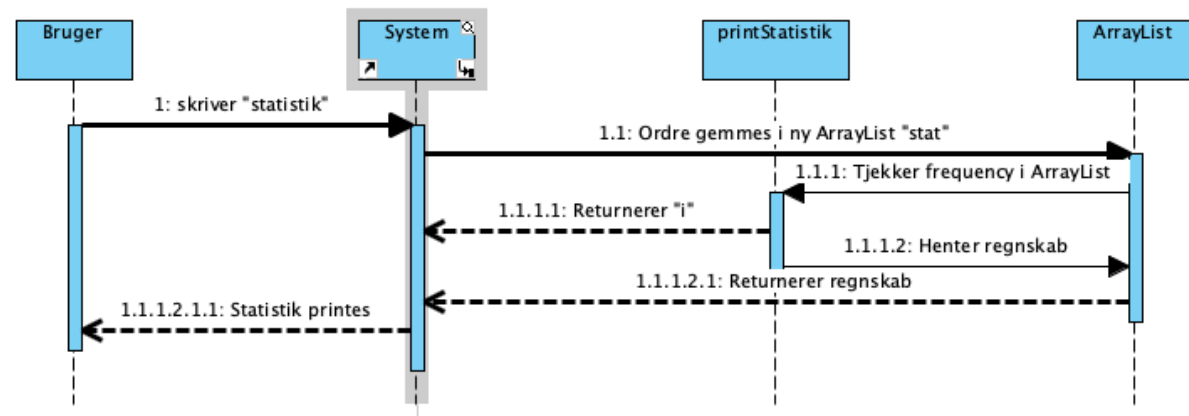 Bruger
System
printStatistik
ArrayList
1: skriver "statistik"
1.1: Ordre gemmes i ny ArrayList "stat"
1.1.1: Tjekker frequency i ArrayList
1.1.1.1: Returnerer "i"
1.1.1.2: Henter regnskab
1.1.1.2.1: Returnerer regnskab
1.1.1.2.1.1: Statistik printes